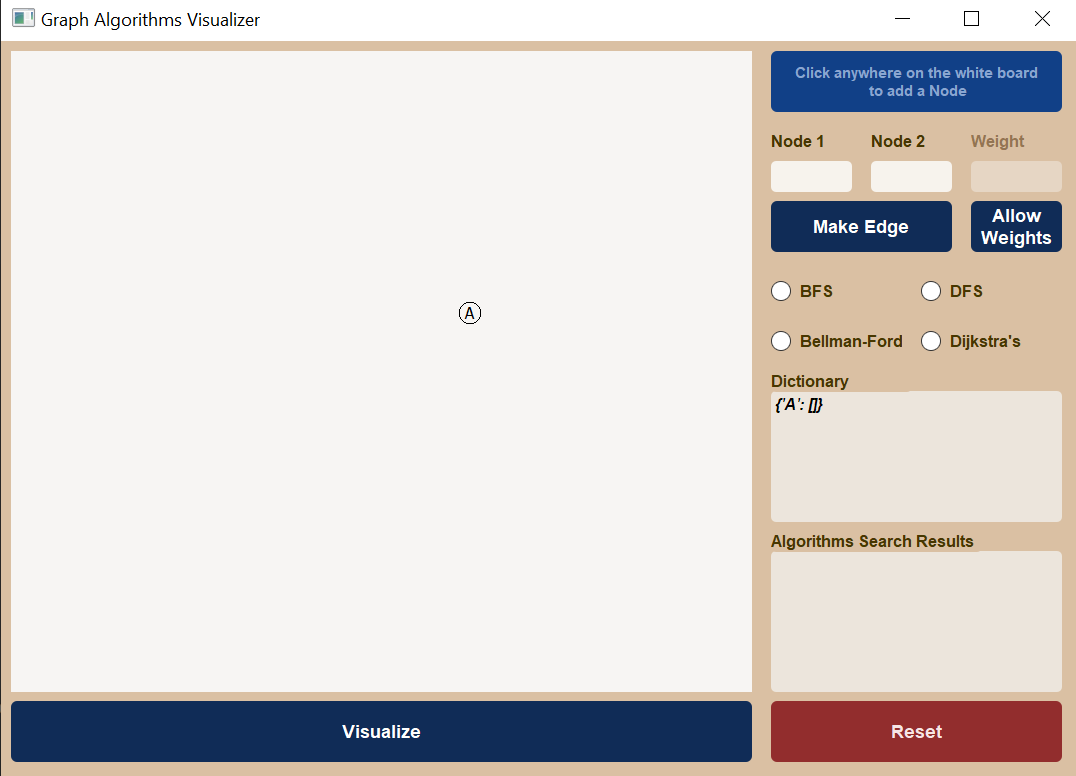 Graph Algorithms Visualizer
Click anywhere on the white board
to add a Node
Node 1 Node 2 Weight
Make Edge
Allow
Weights
A
BFS DFS
Bellman-Ford Dijkstra's
Dictionary
{'A': []}
Algorithms Search Results
Visualize
Reset